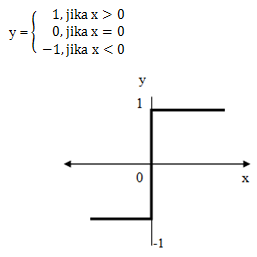 1, jika x > 0
y = { 0, jika x = 0
−1, jika x < 0
y
1
0
x
-1